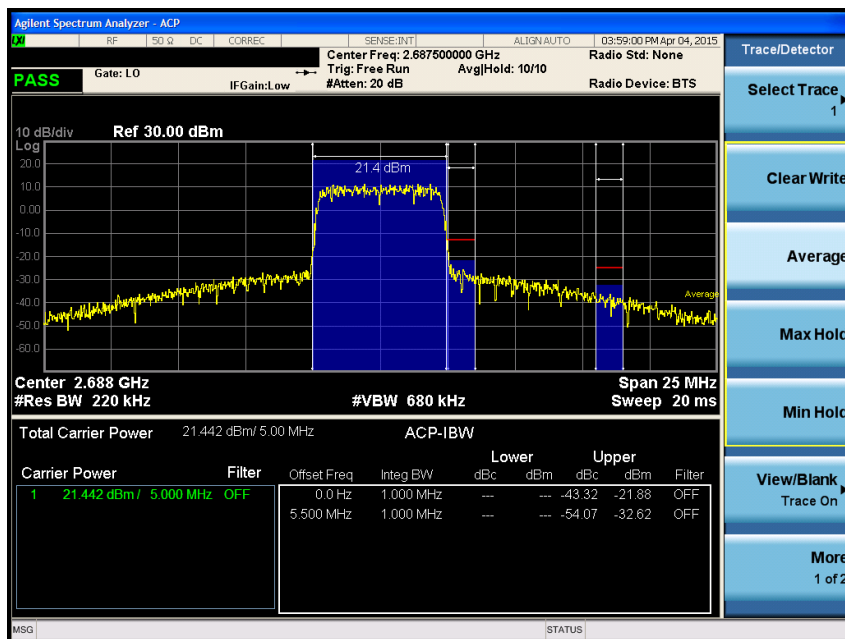 Agilent Spectrum Analyzer - ACP
LXI RF 50 Ω DC CORREC SENSE:INT ALIGN AUTO 03:59:00 PM Apr 04, 2015
Center Freq: 2.687500000 GHz Radio Std: None
PASS Gate: LO Trig: Free Run Avg|Hold: 10/10
IFGain:Low #Atten: 20 dB Radio Device: BTS
10 dB/div Ref 30.00 dBm
Log
20.0
21.4 dBm
10.0
0.00
-10.0
-20.0
-30.0
-40.0
Average
-50.0
-60.0
Center 2.688 GHz Span 25 MHz
#Res BW 220 kHz #VBW 680 kHz Sweep 20 ms
Total Carrier Power 21.442 dBm/ 5.00 MHz ACP-IBW
Lower Upper
Carrier Power Filter Offset Freq Integ BW dBc dBm dBc dBm Filter
1 21.442 dBm / 5.000 MHz OFF 0.0 Hz 1.000 MHz --- --- -43.32 -21.88 OFF
5.500 MHz 1.000 MHz --- --- -54.07 -32.62 OFF
MSG STATUS
Trace/Detector
Select Trace
1
Clear Write
Average
Max Hold
Min Hold
View/Blank
Trace On
More
1 of 2